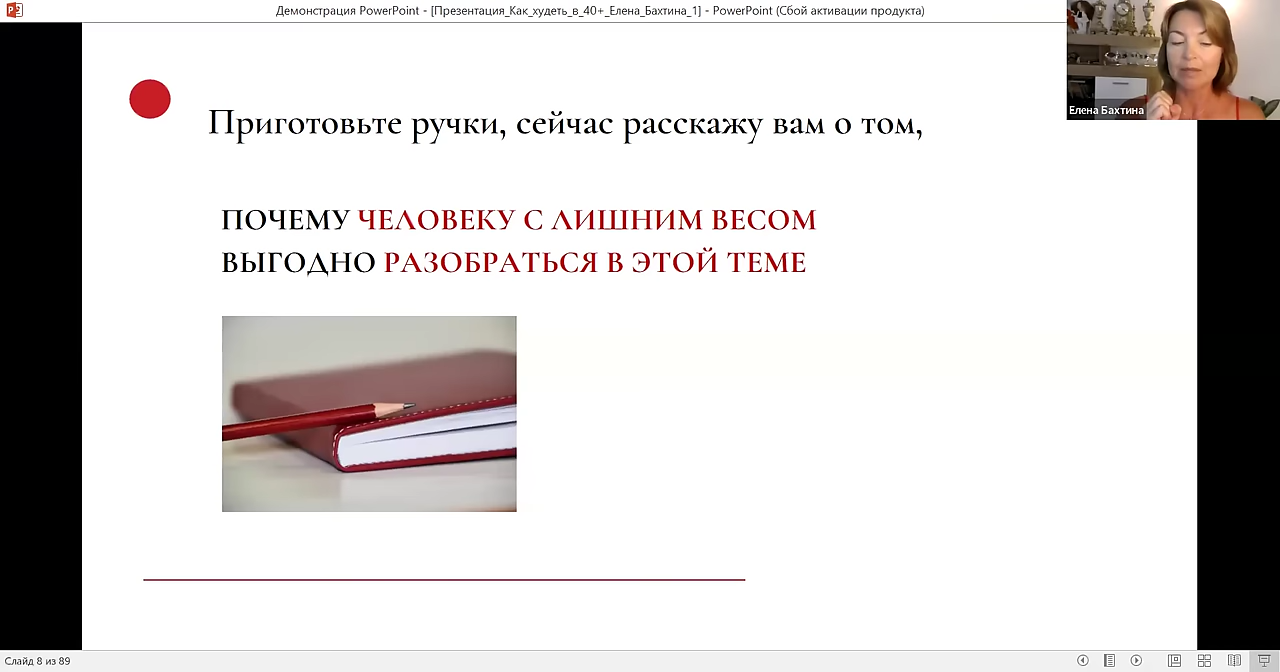 Демонстрация PowerPoint - [Презентация_Как_худеть_в_40+_Елена_Бахтина_1] - PowerPoint (Сбой активации продукта)
Елена Бахтина
Приготовьте ручки, сейчас расскажу вам о том,
ПОЧЕМУ ЧЕЛОВЕКУ С ЛИШНИМ ВЕСОМ
ВЫГОДНО РАЗОБРАТЬСЯ В ЭТОЙ ТЕМЕ
Слайд 8 из 89